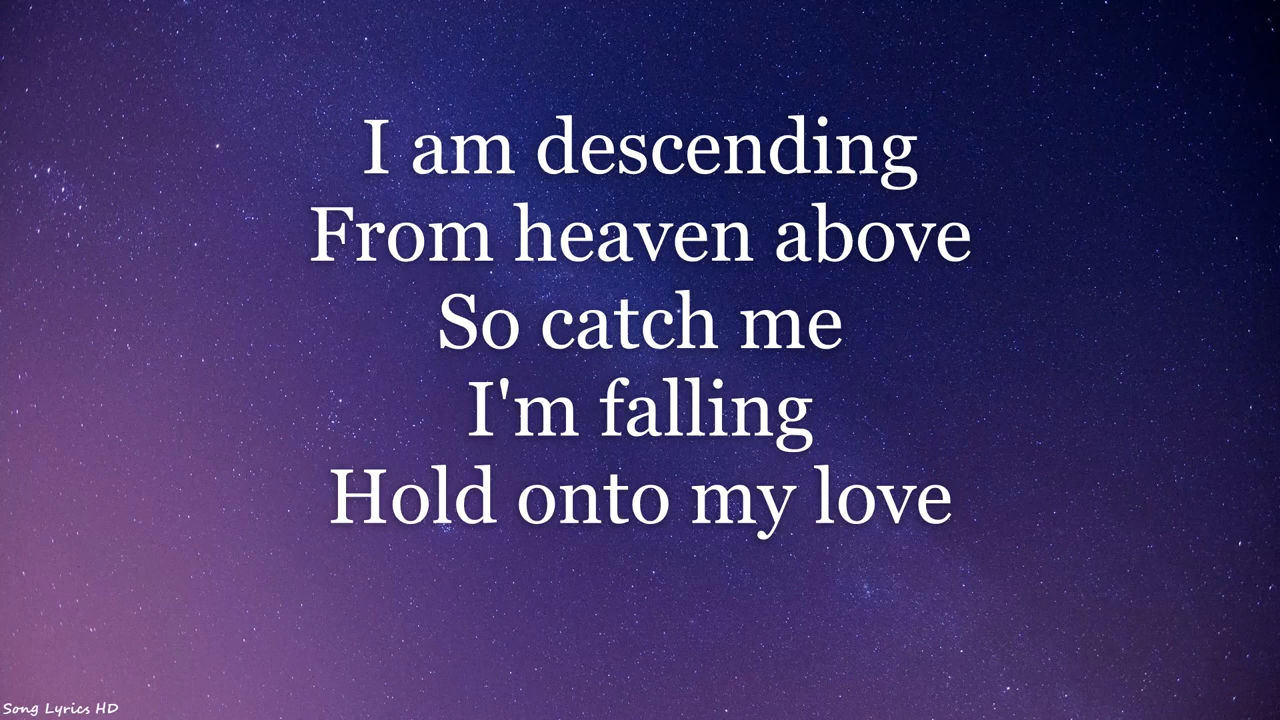 I am descending
From heaven above
So catch me
I'm falling
Hold onto my love
Song Lyrics HD